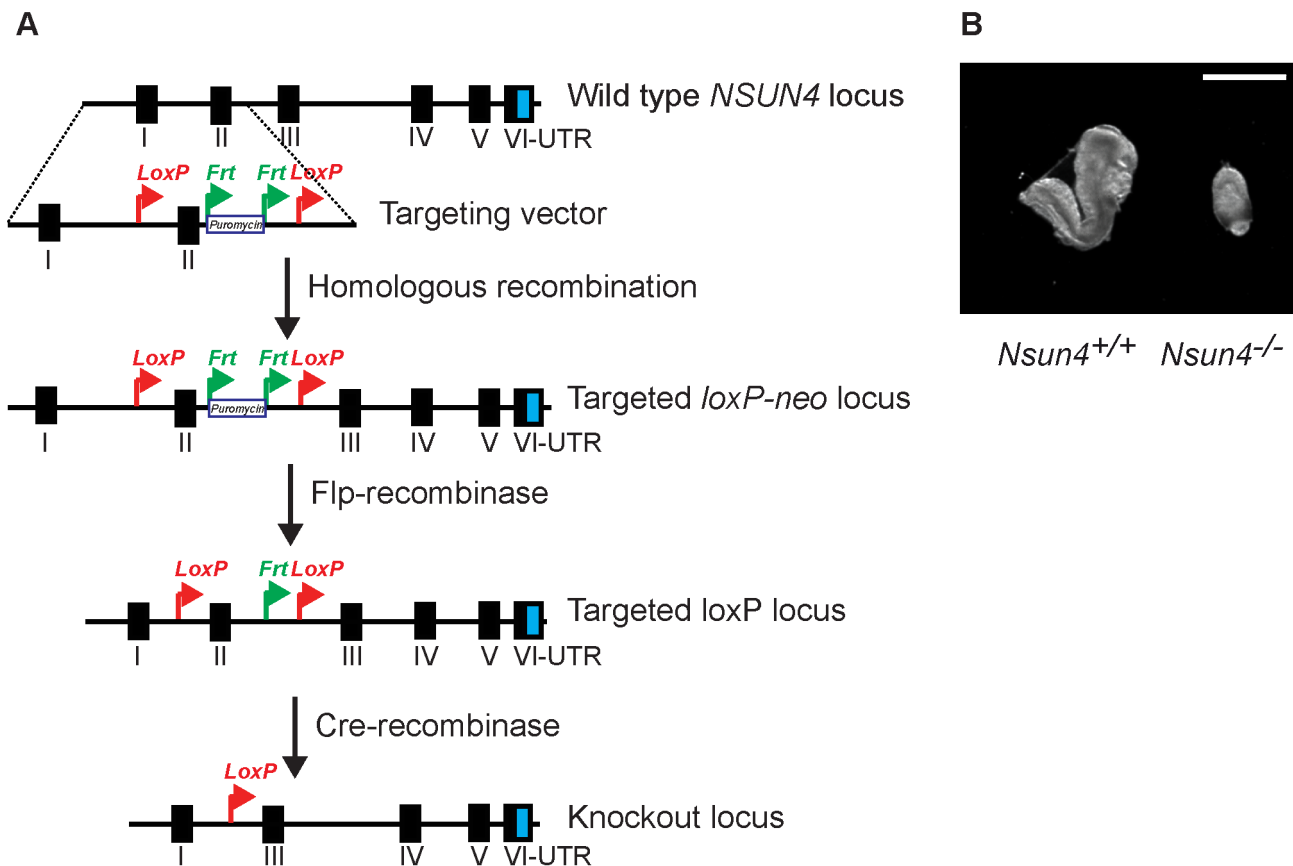 A
B
Wild type NSUN4 locus
I II III IV V VI-UTR
LoxP Frt Frt LoxP
Puromycin
Targeting vector
I II
Homologous recombination
LoxP Frt Frt LoxP
Puromycin
Targeted loxP-neo locus
I II III IV V VI-UTR
Flp-recombinase
LoxP Frt LoxP
Targeted loxP locus
I II III IV V VI-UTR
Cre-recombinase
LoxP
Knockout locus
I III IV V VI-UTR
Nsun4+/+ Nsun4-/-